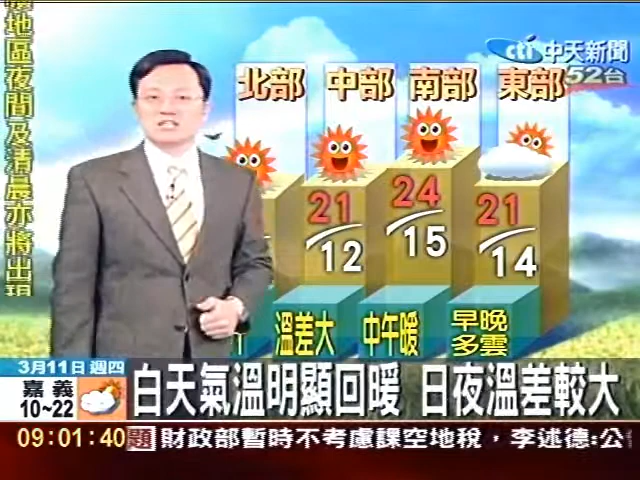 地區夜間及清晨亦將出現
cti 中天新聞
52台
北部 中部 南部 東部
21/12
24/15
21/14
溫差大
中午暖
早晚
多雲
3月11日 週四
嘉義
10~22
白天氣溫明顯回暖 日夜溫差較大
09:01:40 題 財政部暫時不考慮課空地稅，李述德:公